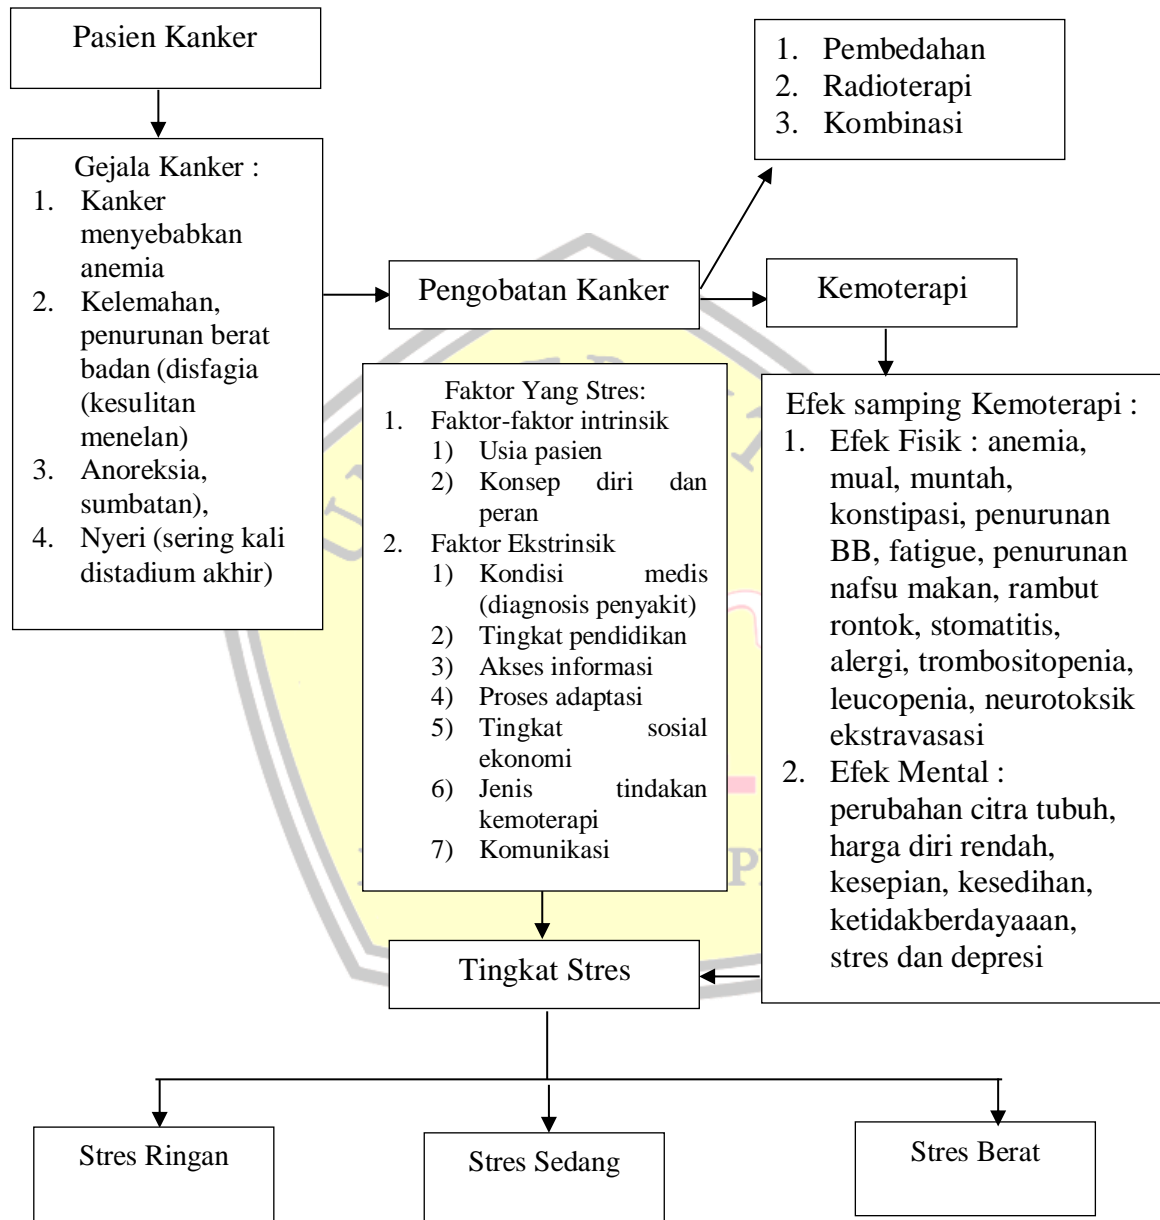 Pasien Kanker
1. Pembedahan
2. Radioterapi
3. Kombinasi
Gejala Kanker :
1. Kanker
menyebabkan
anemia
2. Kelemahan,
penurunan berat
badan (disfagia
(kesulitan
menelan)
3. Anoreksia,
sumbatan),
4. Nyeri (sering kali
distadium akhir)
Pengobatan Kanker
Kemoterapi
Faktor Yang Stres:
1. Faktor-faktor intrinsik
1) Usia pasien
2) Konsep diri dan
peran
2. Faktor Ekstrinsik
1) Kondisi medis
(diagnosis penyakit)
2) Tingkat pendidikan
3) Akses informasi
4) Proses adaptasi
5) Tingkat sosial
ekonomi
6) Jenis tindakan
kemoterapi
7) Komunikasi
Efek samping Kemoterapi :
1. Efek Fisik : anemia,
mual, muntah,
konstipasi, penurunan
BB, fatigue, penurunan
nafsu makan, rambut
rontok, stomatitis,
alergi, trombositopenia,
leucopenia, neurotoksik
ekstravasasi
2. Efek Mental :
perubahan citra tubuh,
harga diri rendah,
kesepian, kesedihan,
ketidakberdayaaan,
stres dan depresi
Tingkat Stres
Stres Ringan
Stres Sedang
Stres Berat